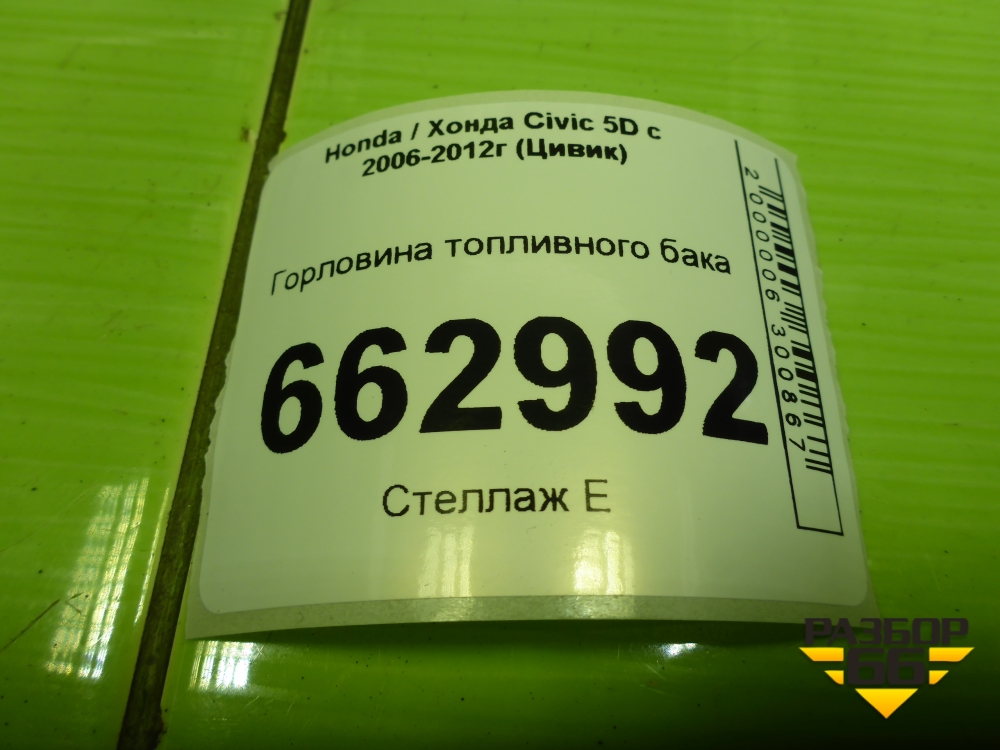 Honda / Хонда Civic 5D с
2006-2012г (Цивик)
Горловина топливного бака
662992
Стеллаж Е
2000006300867
РАЗБОР
66